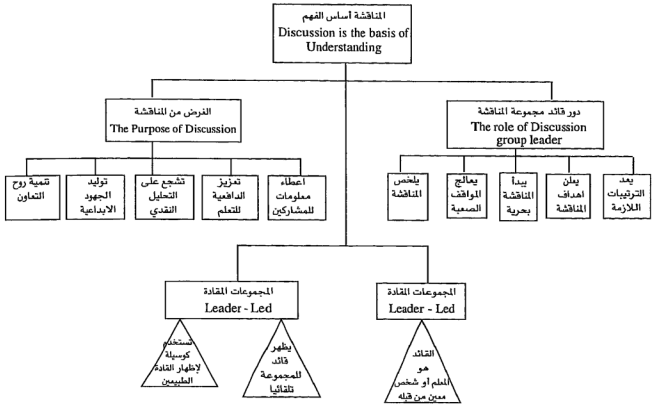 المناقشة أساس الفهم
Discussion is the basis of
Understanding
الغرض من المناقشة
The Purpose of Discussion
دور قائد مجموعة المناقشة
The role of Discussion
group leader
تنمية روح
التعاون
توليد
الجهود
الابداعية
تشجع على
التحليل
النقدي
تعزيز
الدافعية
للتعلم
اعطاء
معلومات
للمشاركين
يلخص
المناقشة
يعالج
المواقف
الصعبة
يبدأ
المناقشة
بحرية
يعلن
اهداف
المناقشة
يعد
الترتيبات
اللازمة
المجموعات المقادة
Leader - Led
المجموعات المقادة
Leader - Led
تستخدم
كوسيلة
لإظهار القادة
الطبيعين
يظهر
قائد
للمجموعة
تلقائيا
القائد
هو
المعلم أو شخص
معين من قبله